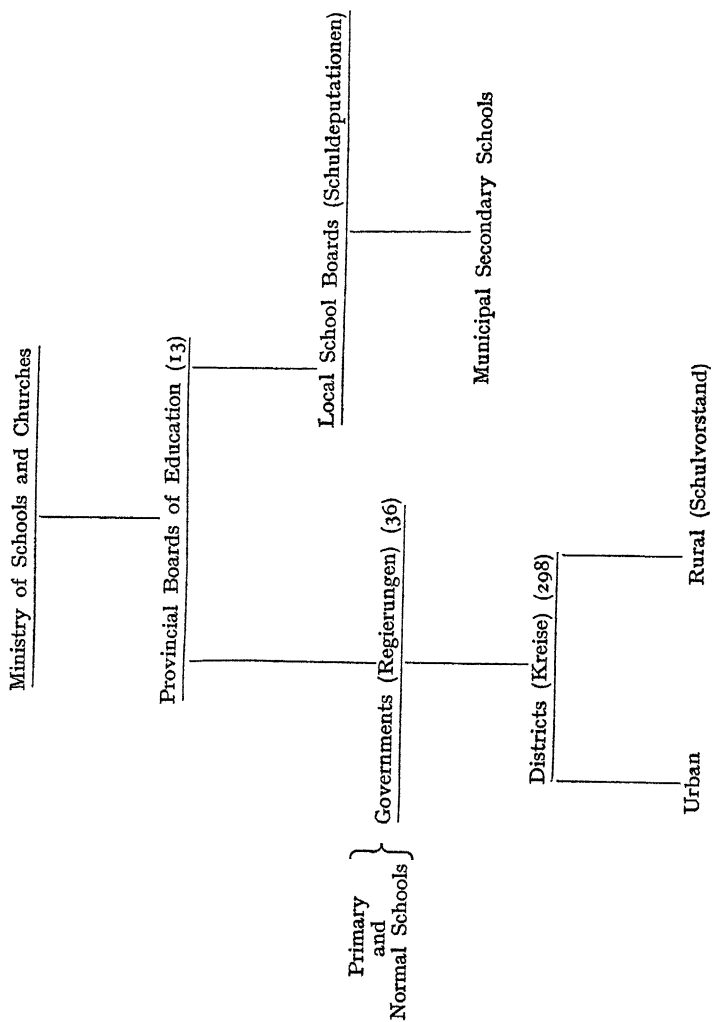 Ministry of Schools and Churches
Provincial Boards of Education (13)
Local School Boards (Schuldeputationen)
Municipal Secondary Schools
Primary
and
Normal Schools
Governments (Regierungen) (36)
Districts (Kreise) (298)
Urban
Rural (Schulvorstand)